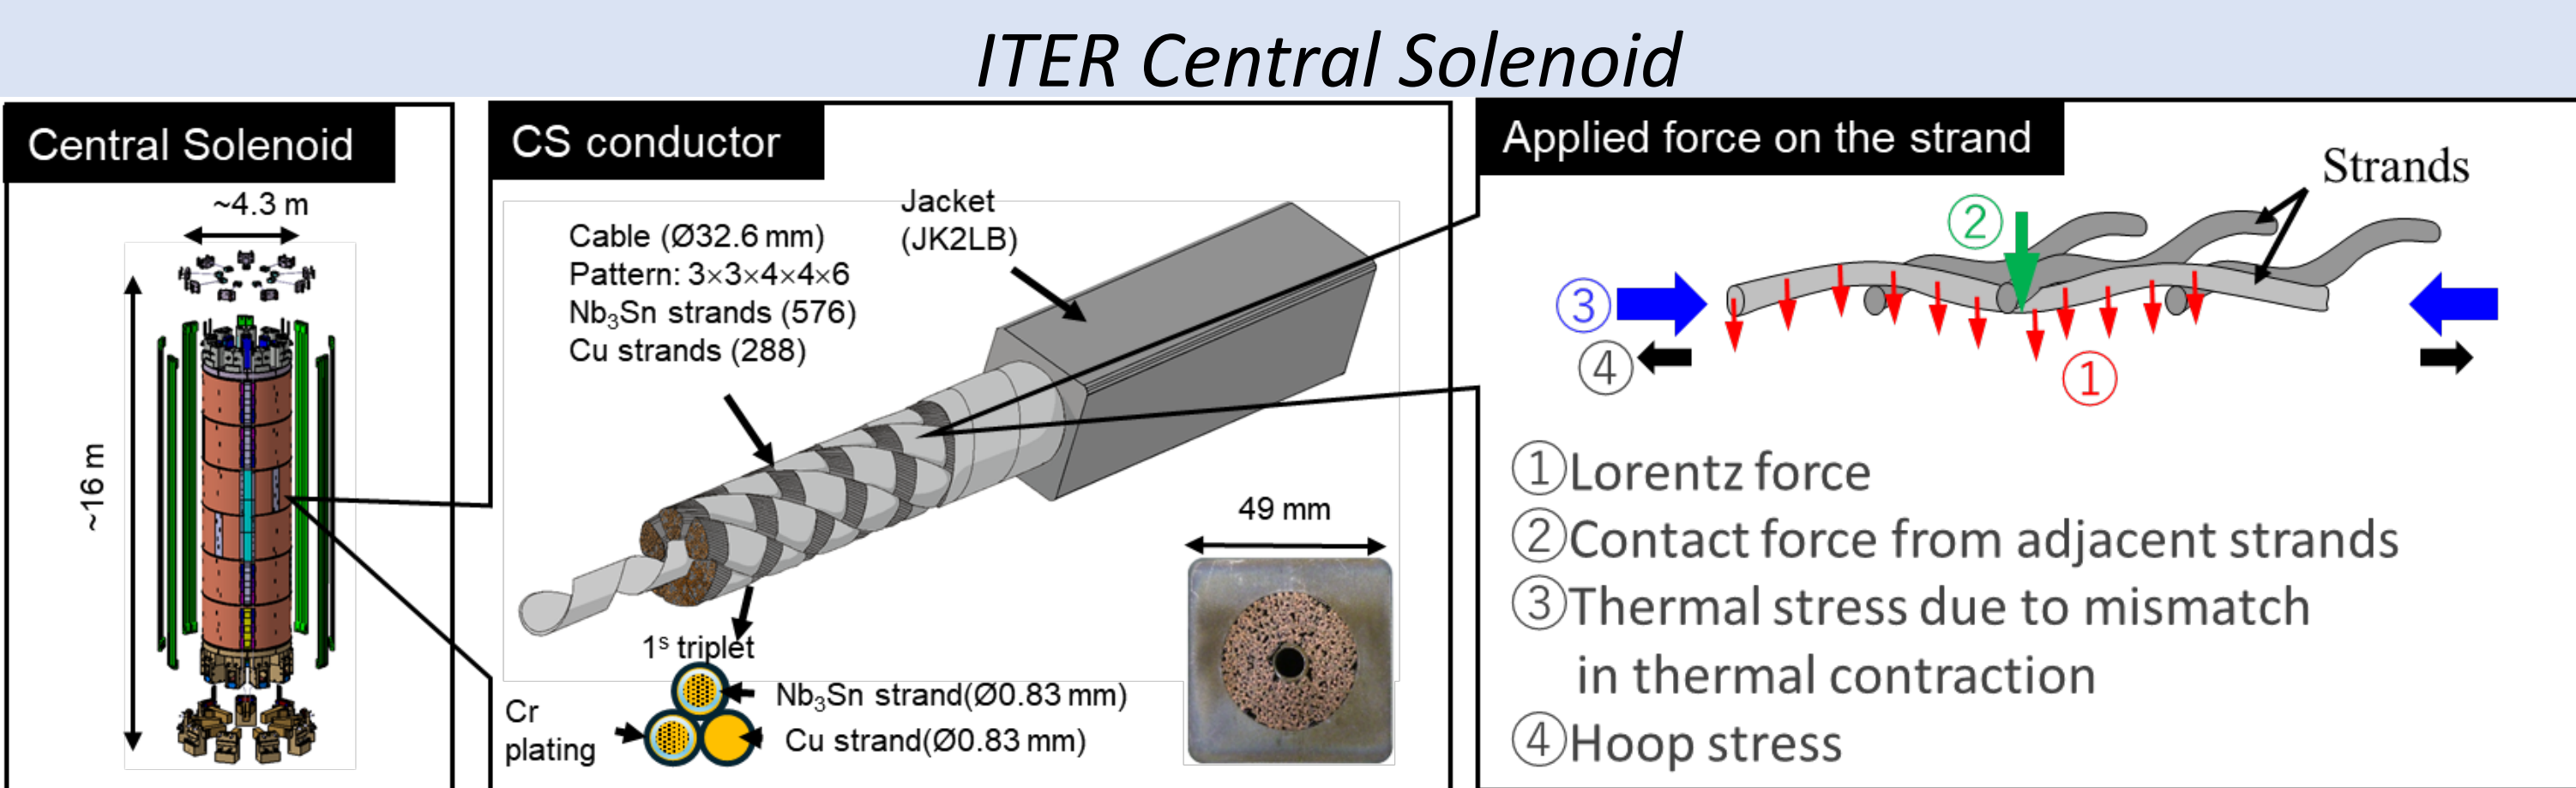 ITER Central Solenoid
Central Solenoid
~4.3 m
~16 m
CS conductor
Cable (Ø32.6 mm)
Pattern: 3×3×4×4×6
Nb₃Sn strands (576)
Cu strands (288)
Jacket
(JK2LB)
49 mm
1ˢ triplet
Nb₃Sn strand(Ø0.83 mm)
Cu strand(Ø0.83 mm)
Cr
plating
Applied force on the strand
Strands
②
③
④
①
①Lorentz force
②Contact force from adjacent strands
③Thermal stress due to mismatch
in thermal contraction
④Hoop stress